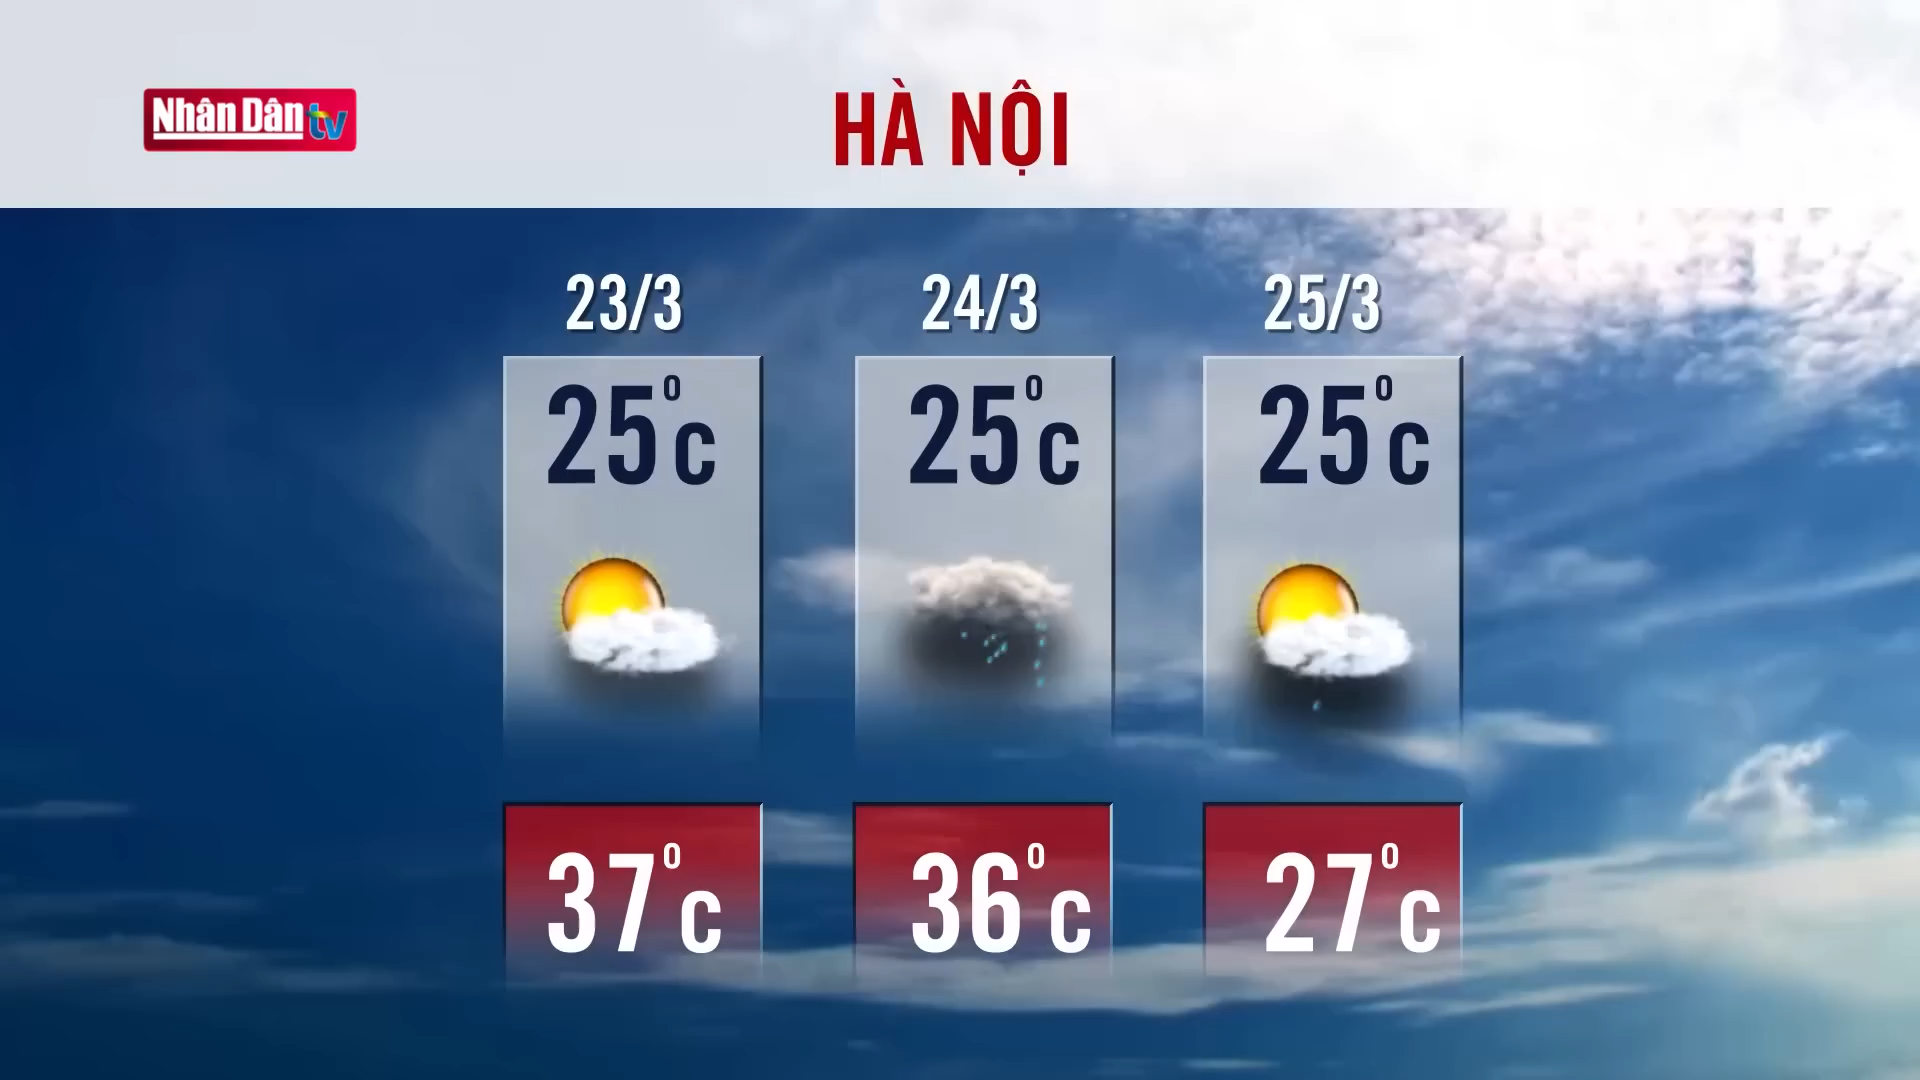 Nhân Dân tv
HÀ NỘI
23/3 24/3 25/3
25°C 25°C 25°C
37°C 36°C 27°C